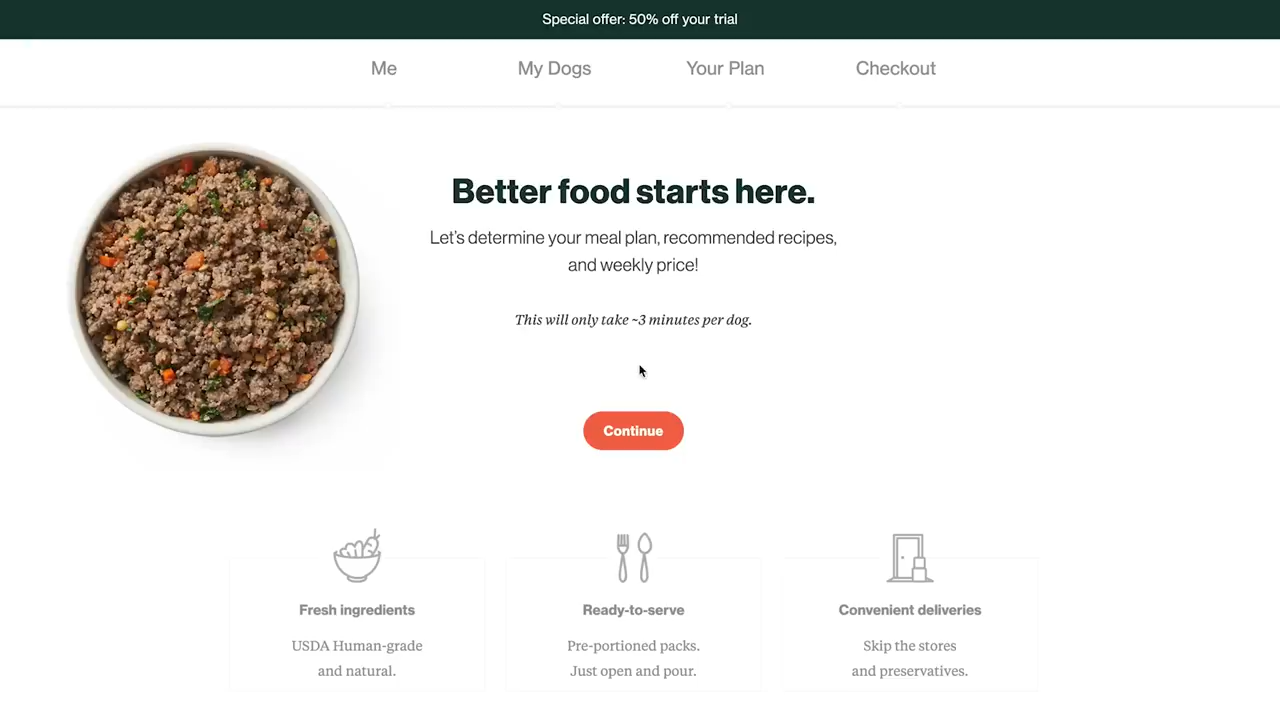 Special offer: 50% off your trial
Me
My Dogs
Your Plan
Checkout
Better food starts here.
Let's determine your meal plan, recommended recipes,
and weekly price!
This will only take ~3 minutes per dog.
Continue
Fresh ingredients
USDA Human-grade
and natural.
Ready-to-serve
Pre-portioned packs.
Just open and pour.
Convenient deliveries
Skip the stores
and preservatives.